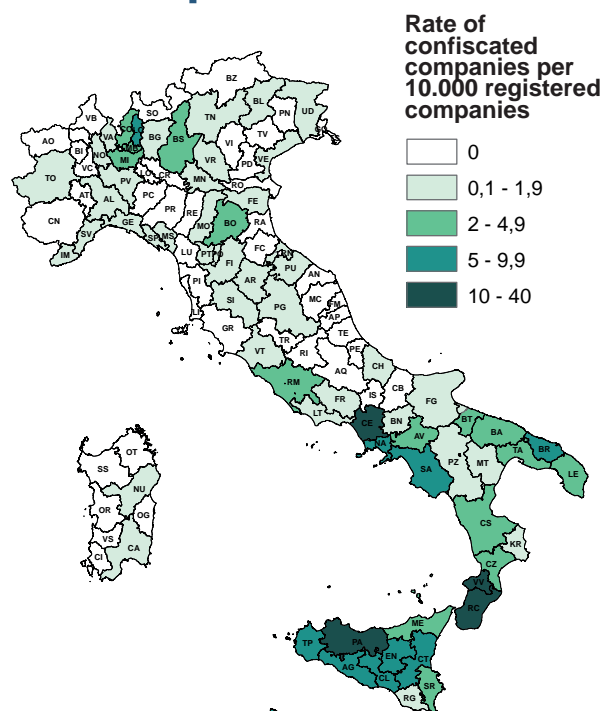 Rate of
confiscated
companies per
10.000 registered
companies
0
0,1 - 1,9
2 - 4,9
5 - 9,9
10 - 40
BZ
SO
BL
TN
UD
PN
VB
VA
BG
BS
TV
VI
AO
BI
NO
MI
VR
PD
VE
VC
TO
PV
LO
CR
MN
RO
AT
AL
PC
PR
RE
MO
FE
BO
CN
GE
RA
SV
SP
MS
FC
IM
LU
PT
PO
RN
FI
PU
AN
PI
AR
LI
SI
MC
FM
PG
AP
GR
TE
TR
RI
PE
VT
AQ
CH
RM
IS
CB
FR
FG
LT
CE
BN
BT
BA
NA
AV
TA
BR
SA
PZ
MT
LE
OT
SS
NU
OR
OG
VS
CA
CI
CS
KR
CZ
VV
RC
ME
TP
PA
EN
CT
AG
CL
SR
RG